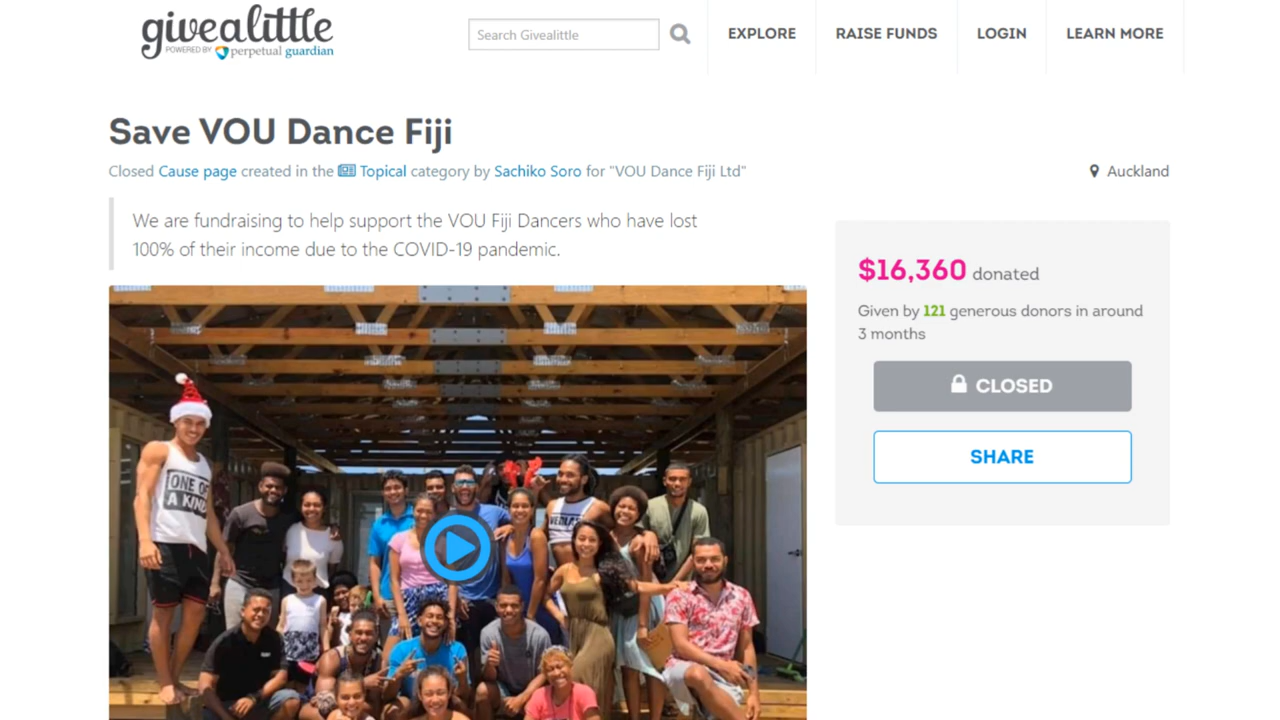 givealittle
POWERED BY perpetual guardian
Search Givealittle
EXPLORE
RAISE FUNDS
LOGIN
LEARN MORE
Save VOU Dance Fiji
Closed Cause page created in the Topical category by Sachiko Soro for "VOU Dance Fiji Ltd"
Auckland
We are fundraising to help support the VOU Fiji Dancers who have lost
100% of their income due to the COVID-19 pandemic.
$16,360 donated
Given by 121 generous donors in around
3 months
CLOSED
SHARE
ONE OF
A KIND